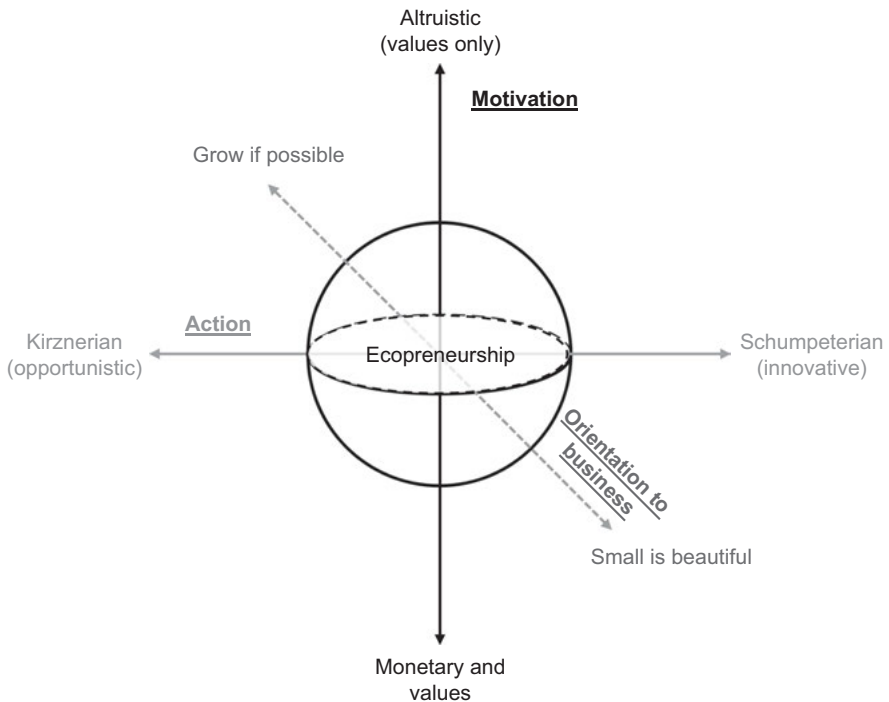 Altruistic
(values only)
Motivation
Grow if possible
Action
Kirznerian
(opportunistic)
Ecopreneurship
Schumpeterian
(innovative)
Orientation to
business
Small is beautiful
Monetary and
values